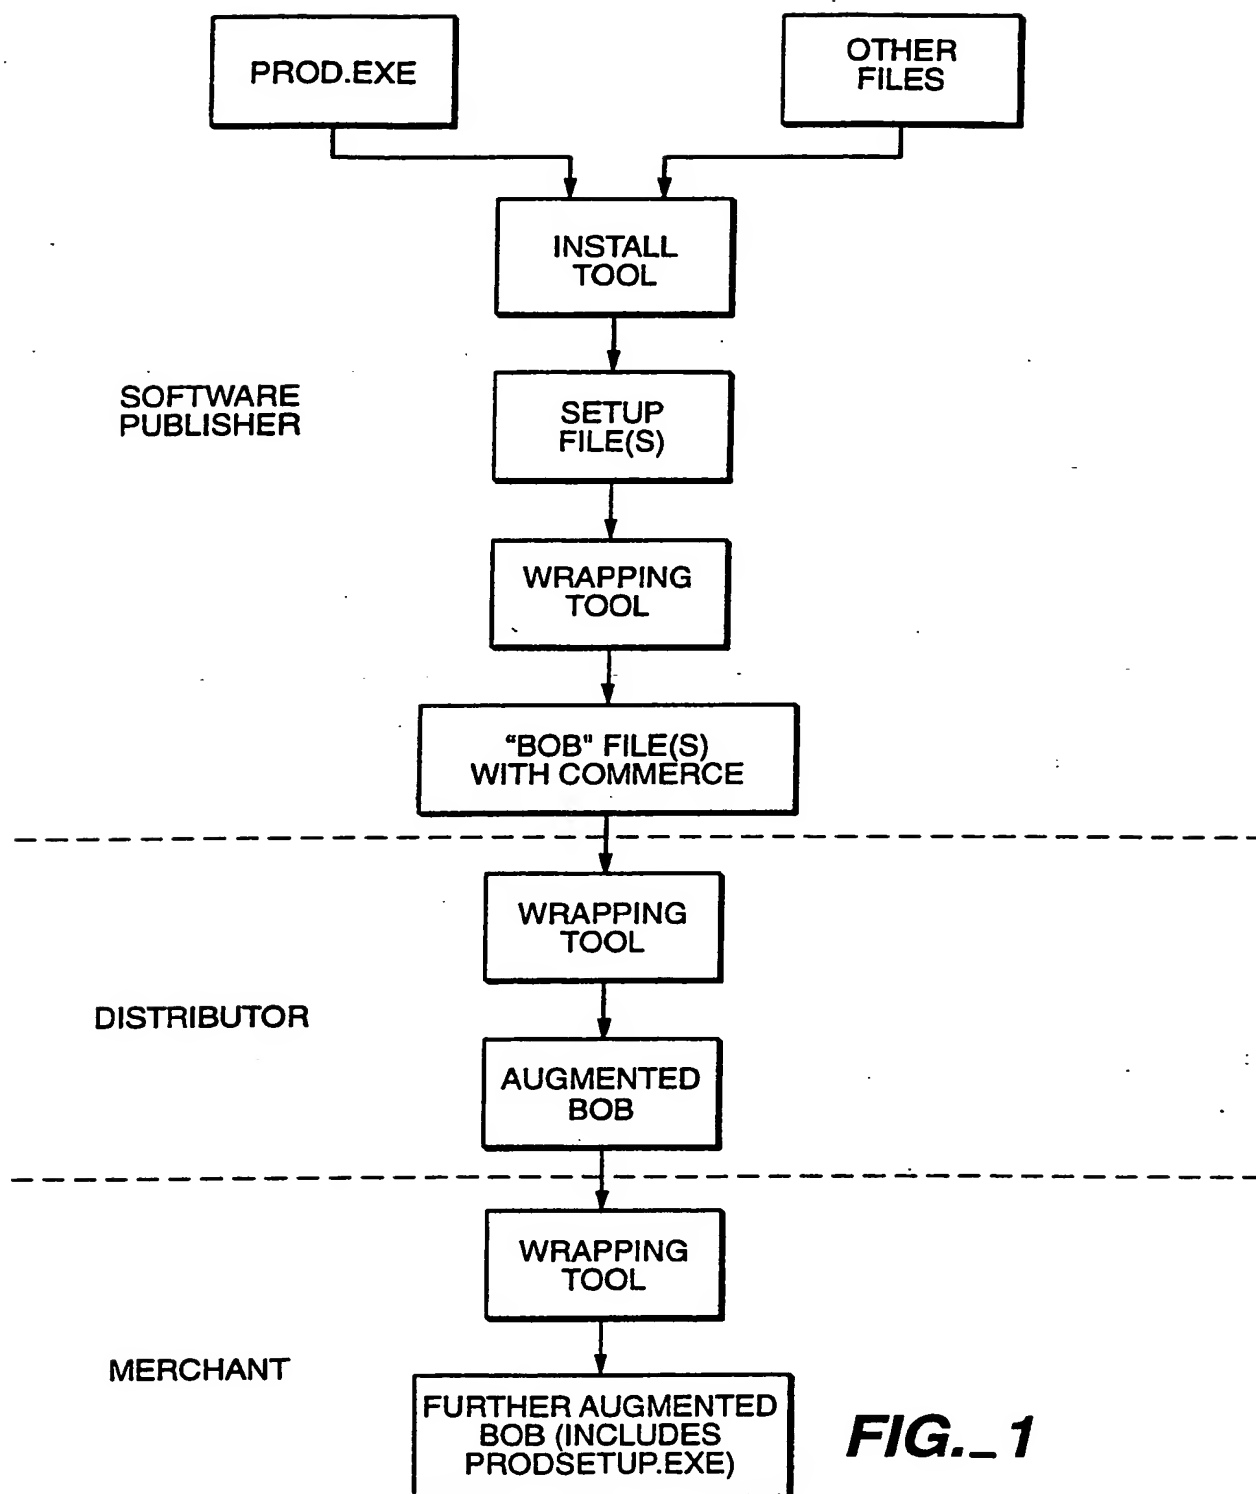 PROD.EXE
OTHER
FILES
INSTALL
TOOL
SOFTWARE
PUBLISHER
SETUP
FILE(S)
WRAPPING
TOOL
“BOB" FILE(S)
WITH COMMERCE
WRAPPING
TOOL
DISTRIBUTOR
AUGMENTED
BOB
WRAPPING
TOOL
MERCHANT
FURTHER AUGMENTED
BOB (INCLUDES
PRODSETUP.EXE)
FIG._1